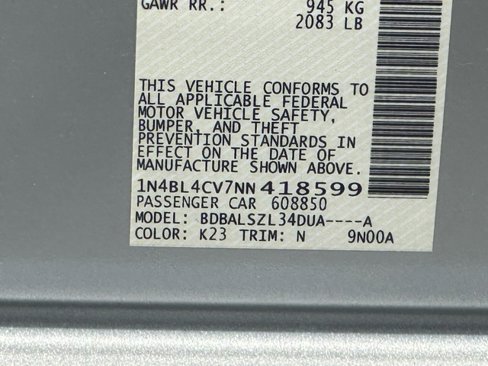 GAWR RR.: 945 KG
2083 LB
THIS VEHICLE CONFORMS TO
ALL APPLICABLE FEDERAL
MOTOR VEHICLE SAFETY,
BUMPER, AND THEFT
PREVENTION STANDARDS IN
EFFECT ON THE DATE OF
MANUFACTURE SHOWN ABOVE.
1N4BL4CV7NN418599
PASSENGER CAR 608850
MODEL: BDBALSZL34DUA----A
COLOR: K23 TRIM: N 9N00A